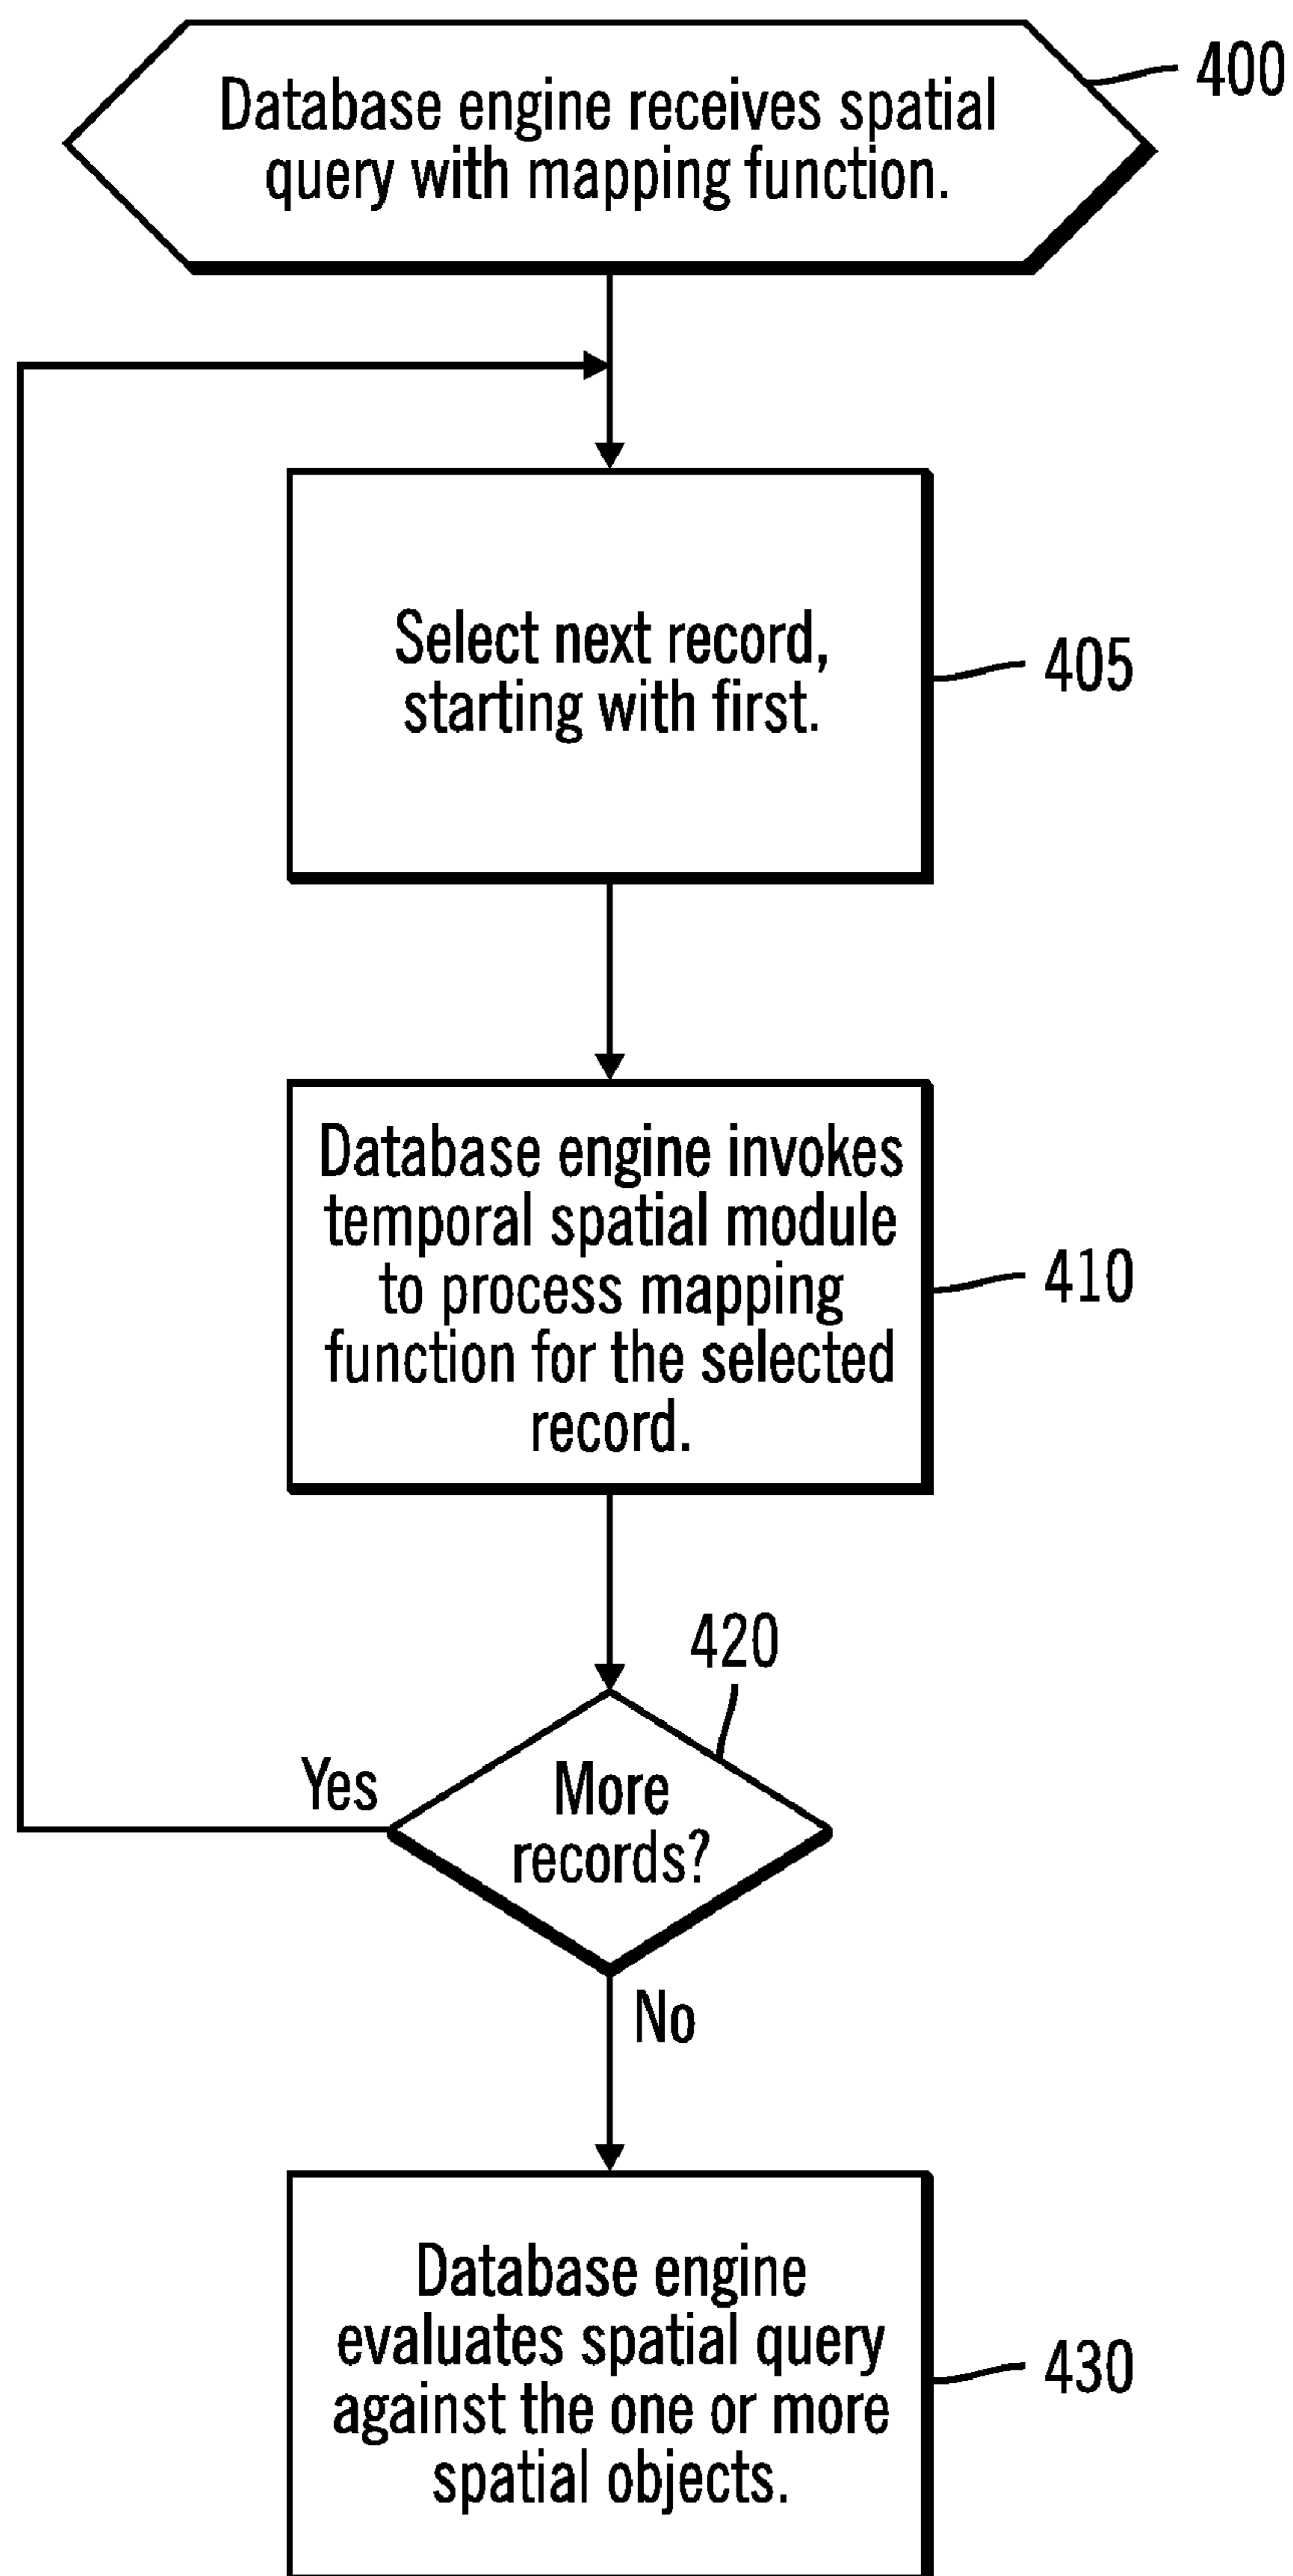 Database engine receives spatial
query with mapping function.
400
Select next record,
starting with first.
405
Database engine invokes
temporal spatial module
to process mapping
function for the selected
record.
410
420
More
records?
Yes
No
Database engine
evaluates spatial query
against the one or more
spatial objects.
430